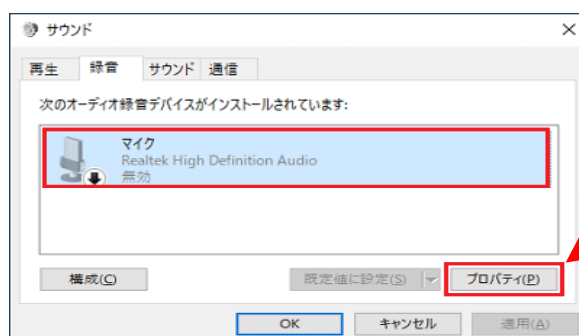 サウンド
再生 録音 サウンド 通信
次のオーディオ録音デバイスがインストールされています:
マイク
Realtek High Definition Audio
無効
構成(C) 既定値に設定(S) プロパティ(P)
OK キャンセル 適用(A)